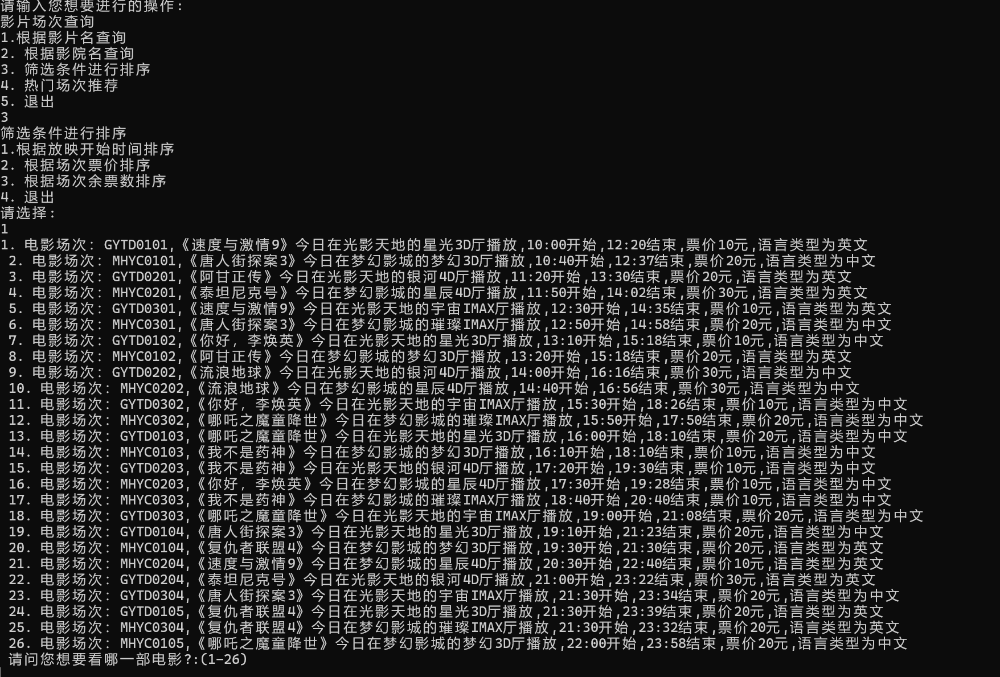 请输入您想要进行的操作:
影片场次查询
1.根据影片名查询
2. 根据影院名查询
3. 筛选条件进行排序
4. 热门场次推荐
5. 退出
3
筛选条件进行排序
1.根据放映开始时间排序
2. 根据场次票价排序
3. 根据场次余票数排序
4. 退出
请选择:
1
1. 电影场次: GYTD0101,《速度与激情9》今日在光影天地的星光3D厅播放,10:00开始,12:20结束,票价10元,语言类型为英文
2. 电影场次: MHYC0101,《唐人街探案3》今日在梦幻影城的梦幻3D厅播放,10:40开始,12:37结束,票价20元,语言类型为中文
3. 电影场次: GYTD0201,《阿甘正传》今日在光影天地的银河4D厅播放,11:20开始,13:30结束,票价20元,语言类型为英文
4. 电影场次: MHYC0201,《泰坦尼克号》今日在梦幻影城的星辰4D厅播放,11:50开始,14:02结束,票价30元,语言类型为英文
5. 电影场次: GYTD0301,《速度与激情9》今日在光影天地的宇宙IMAX厅播放,12:30开始,14:35结束,票价10元,语言类型为英文
6. 电影场次: MHYC0301,《唐人街探案3》今日在梦幻影城的璀璨IMAX厅播放,12:50开始,14:58结束,票价20元,语言类型为中文
7. 电影场次: GYTD0102,《你好, 李焕英》今日在光影天地的星光3D厅播放,13:10开始,15:18结束,票价10元,语言类型为中文
8. 电影场次: MHYC0102,《阿甘正传》今日在梦幻影城的梦幻3D厅播放,13:20开始,15:18结束,票价20元,语言类型为英文
9. 电影场次: GYTD0202,《流浪地球》今日在光影天地的银河4D厅播放,14:00开始,16:16结束,票价30元,语言类型为中文
10. 电影场次: MHYC0202,《流浪地球》今日在梦幻影城的星辰4D厅播放,14:40开始,16:56结束,票价30元,语言类型为中文
11. 电影场次: GYTD0302,《你好, 李焕英》今日在光影天地的宇宙IMAX厅播放,15:30开始,18:26结束,票价10元,语言类型为中文
12. 电影场次: MHYC0302,《哪吒之魔童降世》今日在梦幻影城的璀璨IMAX厅播放,15:50开始,17:50结束,票价20元,语言类型为中文
13. 电影场次: GYTD0103,《哪吒之魔童降世》今日在光影天地的星光3D厅播放,16:00开始,18:10结束,票价20元,语言类型为中文
14. 电影场次: MHYC0103,《我不是药神》今日在梦幻影城的梦幻3D厅播放,16:10开始,18:10结束,票价10元,语言类型为中文
15. 电影场次: GYTD0203,《我不是药神》今日在光影天地的银河4D厅播放,17:20开始,19:30结束,票价10元,语言类型为中文
16. 电影场次: MHYC0203,《你好, 李焕英》今日在梦幻影城的星辰4D厅播放,17:30开始,19:28结束,票价10元,语言类型为中文
17. 电影场次: MHYC0303,《我不是药神》今日在梦幻影城的璀璨IMAX厅播放,18:40开始,20:40结束,票价10元,语言类型为中文
18. 电影场次: GYTD0303,《哪吒之魔童降世》今日在光影天地的宇宙IMAX厅播放,19:00开始,21:08结束,票价20元,语言类型为中文
19. 电影场次: GYTD0104,《唐人街探案3》今日在光影天地的星光3D厅播放,19:10开始,21:23结束,票价20元,语言类型为中文
20. 电影场次: MHYC0104,《复仇者联盟4》今日在梦幻影城的梦幻3D厅播放,19:30开始,21:30结束,票价20元,语言类型为英文
21. 电影场次: MHYC0204,《速度与激情9》今日在梦幻影城的星辰4D厅播放,20:30开始,22:40结束,票价10元,语言类型为英文
22. 电影场次: GYTD0204,《泰坦尼克号》今日在光影天地的银河4D厅播放,21:00开始,23:22结束,票价30元,语言类型为英文
23. 电影场次: GYTD0304,《唐人街探案3》今日在光影天地的宇宙IMAX厅播放,21:30开始,23:34结束,票价20元,语言类型为中文
24. 电影场次: GYTD0105,《复仇者联盟4》今日在光影天地的星光3D厅播放,21:30开始,23:39结束,票价20元,语言类型为英文
25. 电影场次: MHYC0304,《复仇者联盟4》今日在梦幻影城的璀璨IMAX厅播放,21:30开始,23:32结束,票价20元,语言类型为英文
26. 电影场次: MHYC0105,《哪吒之魔童降世》今日在梦幻影城的梦幻3D厅播放,22:00开始,23:58结束,票价20元,语言类型为中文
请问您想要看哪一部电影?:(1-26)